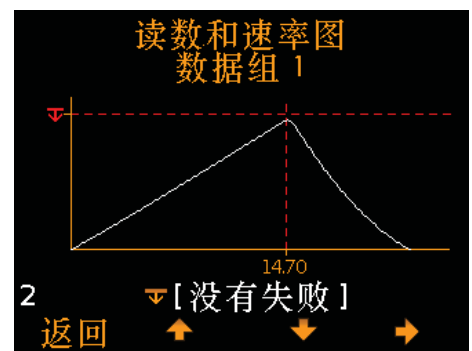 读数和速率图
数据组 1
14.70
2 [没有失败]
返回